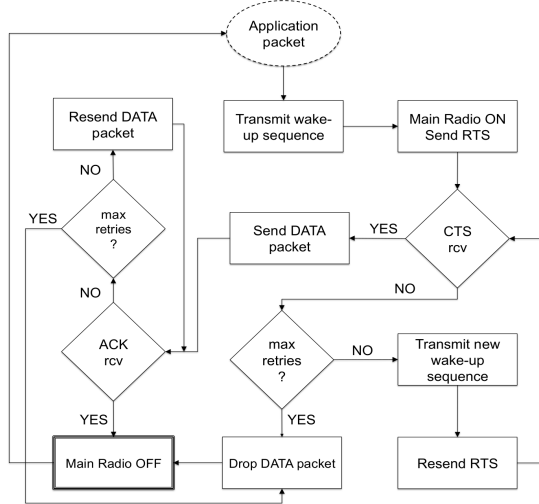 Application
packet
Resend DATA
packet
Transmit wake-
up sequence
Main Radio ON
Send RTS
NO
YES
max
retries
?
Send DATA
packet
YES
CTS
rcv
NO
NO
ACK
rcv
max
retries
?
NO
Transmit new
wake-up
sequence
YES
YES
Main Radio OFF
Drop DATA packet
Resend RTS